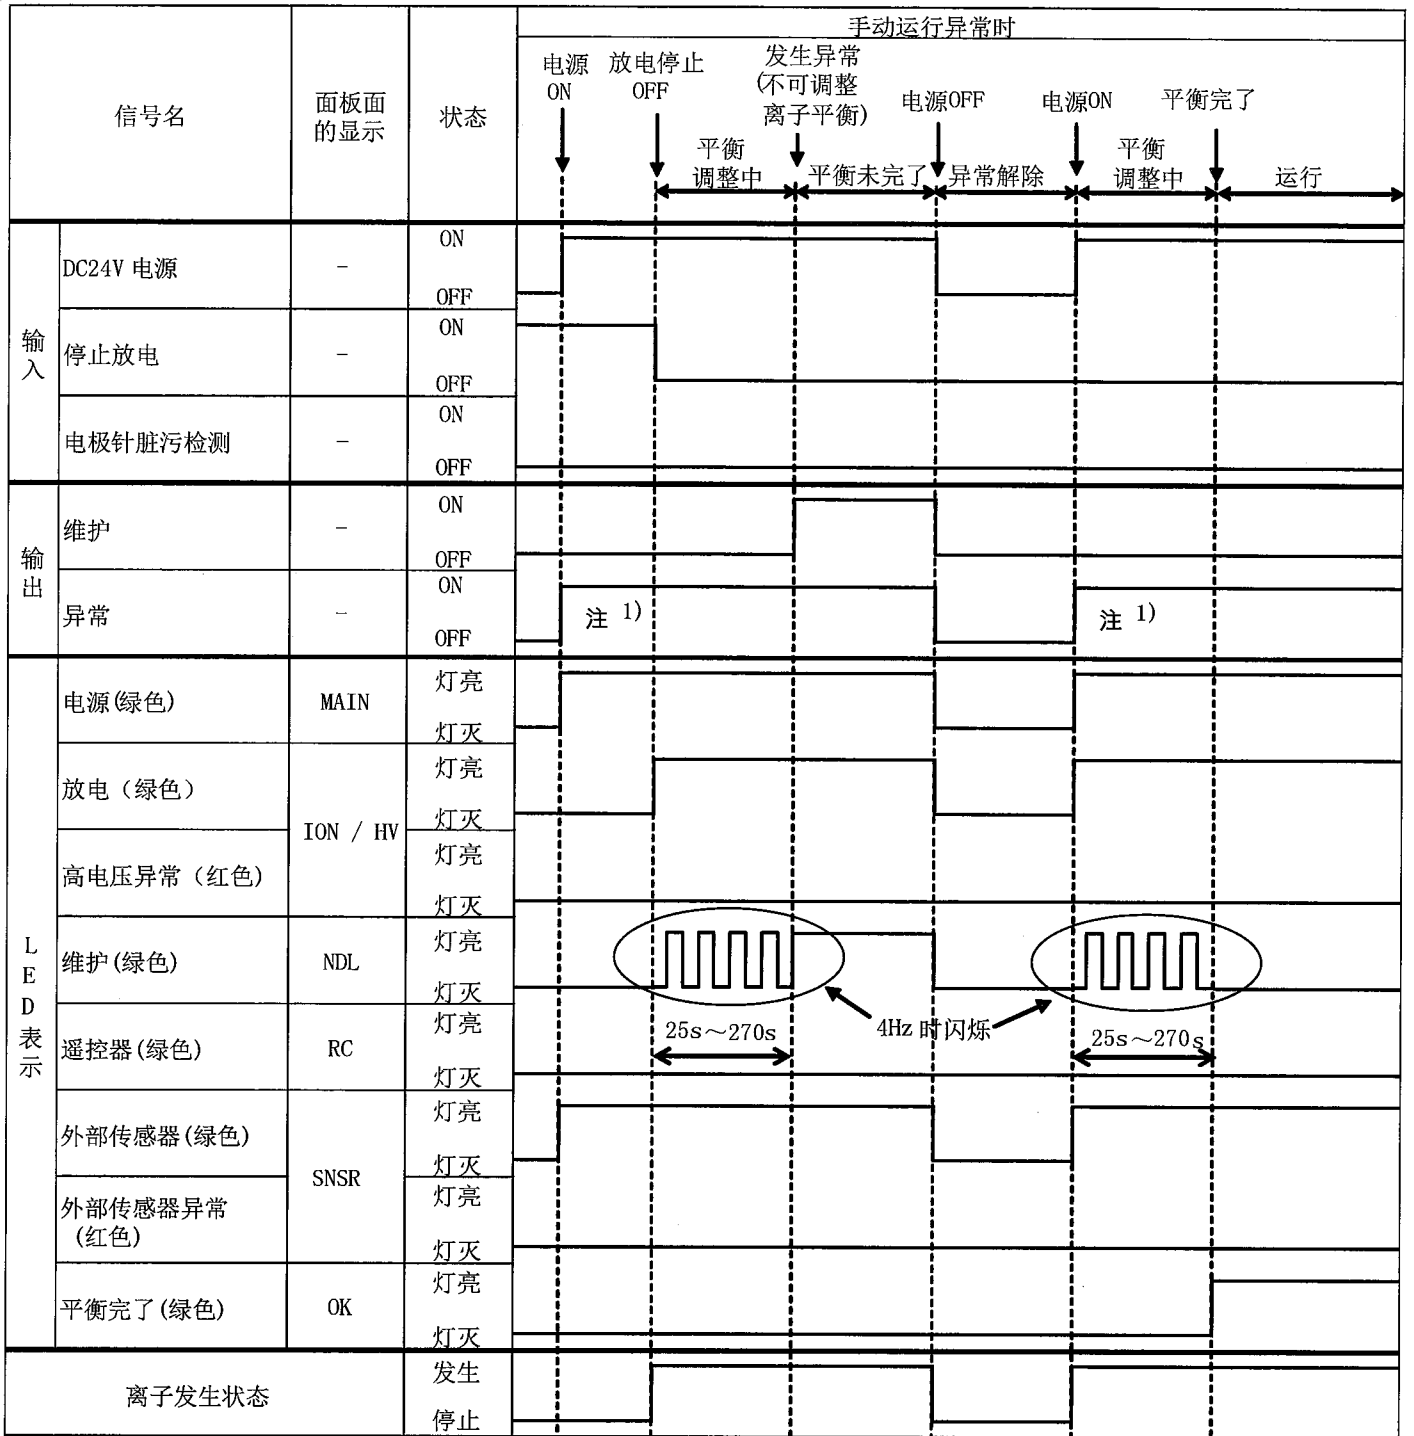 手动运行异常时
信号名
面板面
的显示
状态
电源
ON
放电停止
OFF
发生异常
(不可调整
离子平衡)
电源OFF
电源ON
平衡完了
平衡
调整中
平衡未完了
异常解除
平衡
调整中
运行
输入
DC24V 电源
-
ON
OFF
停止放电
-
ON
OFF
电极针脏污检测
-
ON
OFF
输出
维护
-
ON
OFF
异常
-
ON
OFF
注 1)
注 1)
LED表示
电源(绿色)
MAIN
灯亮
灯灭
放电（绿色）
ION / HV
灯亮
灯灭
高电压异常（红色）
灯亮
灯灭
维护(绿色)
NDL
灯亮
灯灭
4Hz 时闪烁
遥控器(绿色)
RC
灯亮
灯灭
25s～270s
25s～270s
外部传感器(绿色)
SNSR
灯亮
灯灭
外部传感器异常
(红色)
灯亮
灯灭
平衡完了(绿色)
OK
灯亮
灯灭
离子发生状态
发生
停止